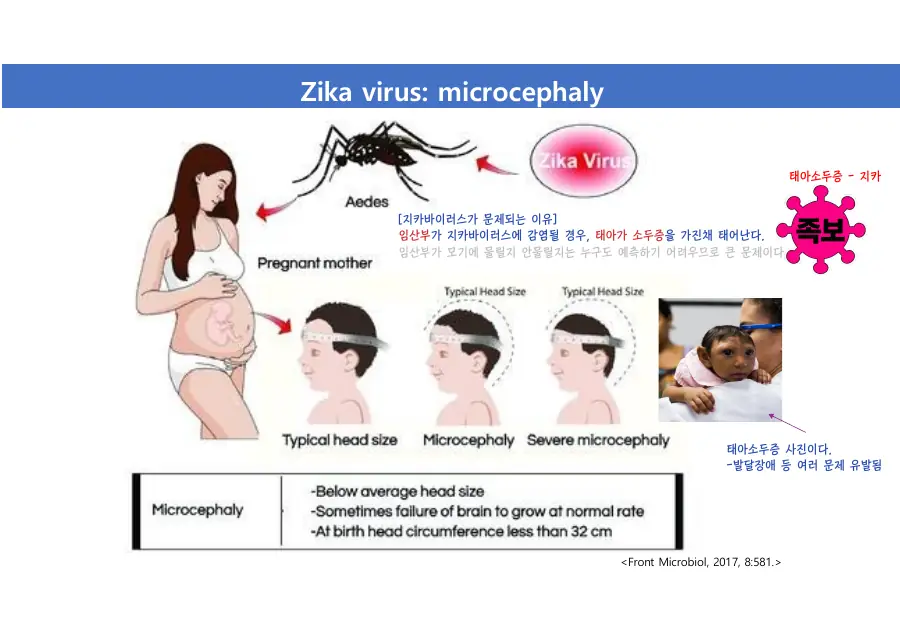 Zika virus: microcephaly
Zika Virus
태아소두증 - 지카
Aedes
족보
[지카바이러스가 문제되는 이유]
임산부가 지카바이러스에 감염될 경우, 태아가 소두증을 가진채 태어난다.
임산부가 모기에 물릴지 안물릴지는 누구도 예측하기 어려우므로 큰 문제이다
Pregnant mother
Typical Head Size
Typical Head Size
Typical head size
Microcephaly
Severe microcephaly
태아소두증 사진이다.
-발달장애 등 여러 문제 유발됨
Microcephaly
-Below average head size
-Sometimes failure of brain to grow at normal rate
-At birth head circumference less than 32 cm
<Front Microbiol, 2017, 8:581.>